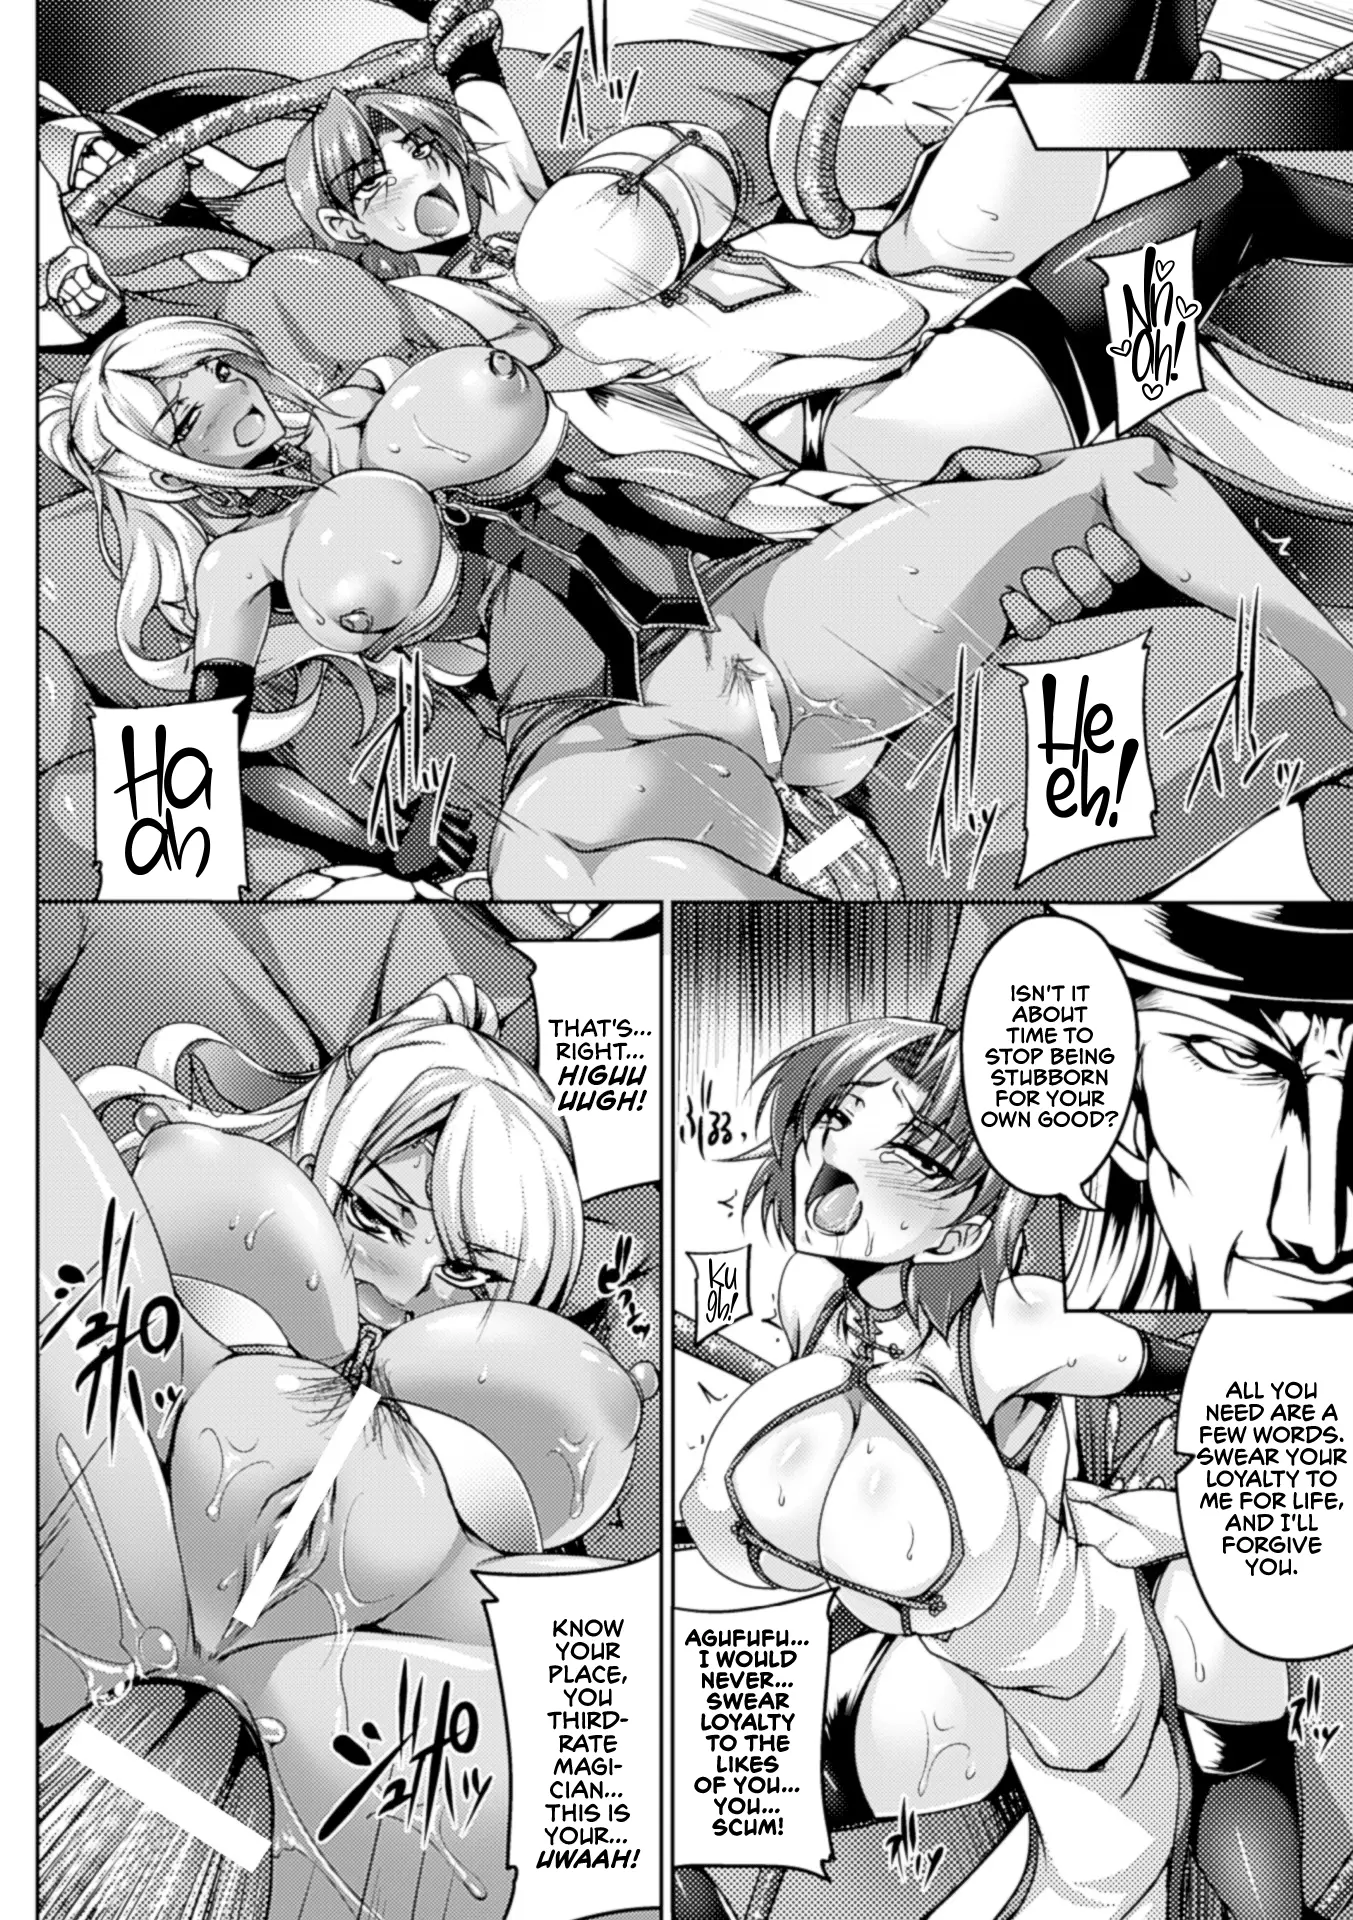 Nh
ah!
He
eh!
Ha
ah
ISN'T IT
ABOUT
TIME TO
STOP BEING
STUBBORN
FOR YOUR
OWN GOOD?
ALL YOU
NEED ARE A
FEW WORDS.
SWEAR YOUR
LOYALTY TO
ME FOR LIFE,
AND I'LL
FORGIVE
YOU.
Ku
gh!
AGUFUFU...
I WOULD
NEVER...
SWEAR
LOYALTY
TO THE
LIKES
OF YOU...
YOU...
SCUM!
THAT'S...
RIGHT...
HIGUU
UUGH!
KNOW
YOUR
PLACE,
YOU
THIRD-
RATE
MAGI-
CIAN...
THIS IS
YOUR...
UWAAH!